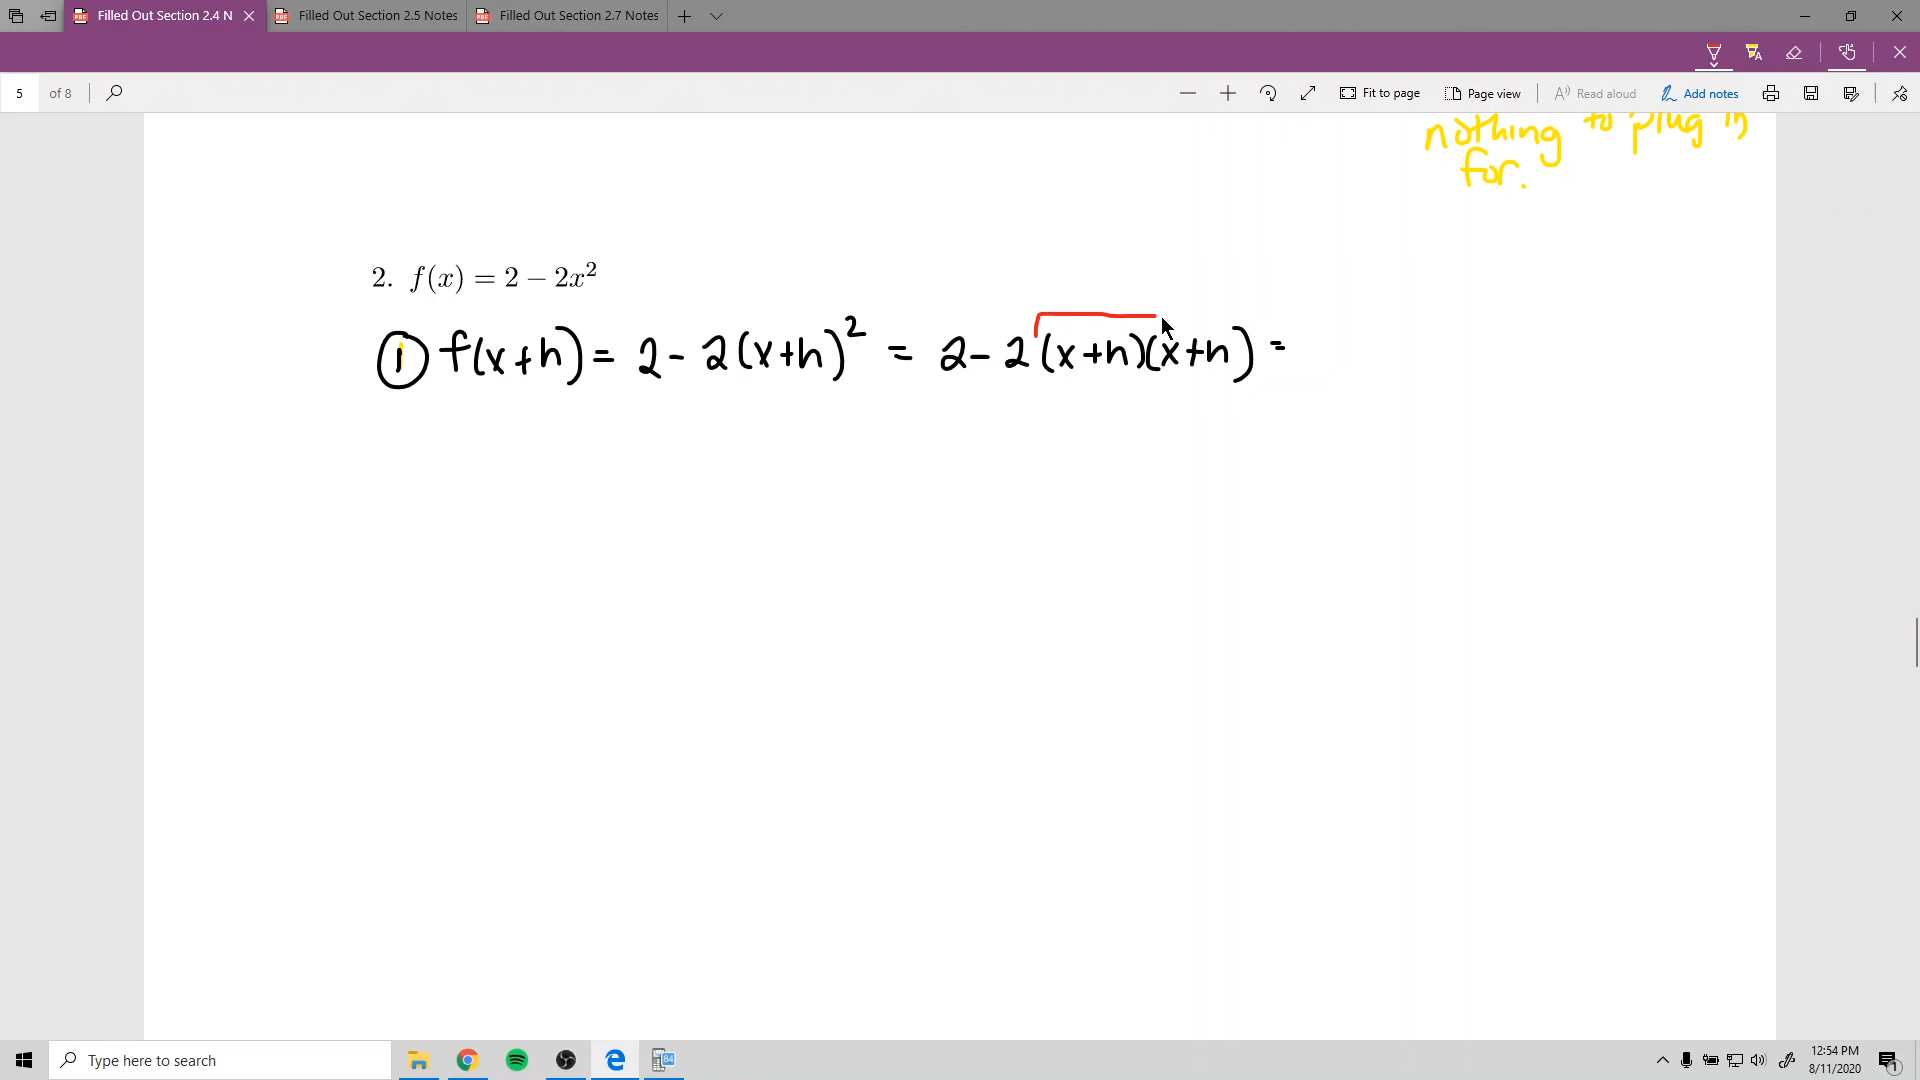 Filled Out Section 2.4 N
Filled Out Section 2.5 Notes
Filled Out Section 2.7 Notes
5 of 8
Fit to page
Page view
Read aloud
Add notes
nothing to plug in
for.
2. f(x) = 2 − 2x²
① f(x+h) = 2 - 2(x+h)² = 2 - 2(x+h)(x+h) =
Type here to search
84
12:54 PM
8/11/2020
1